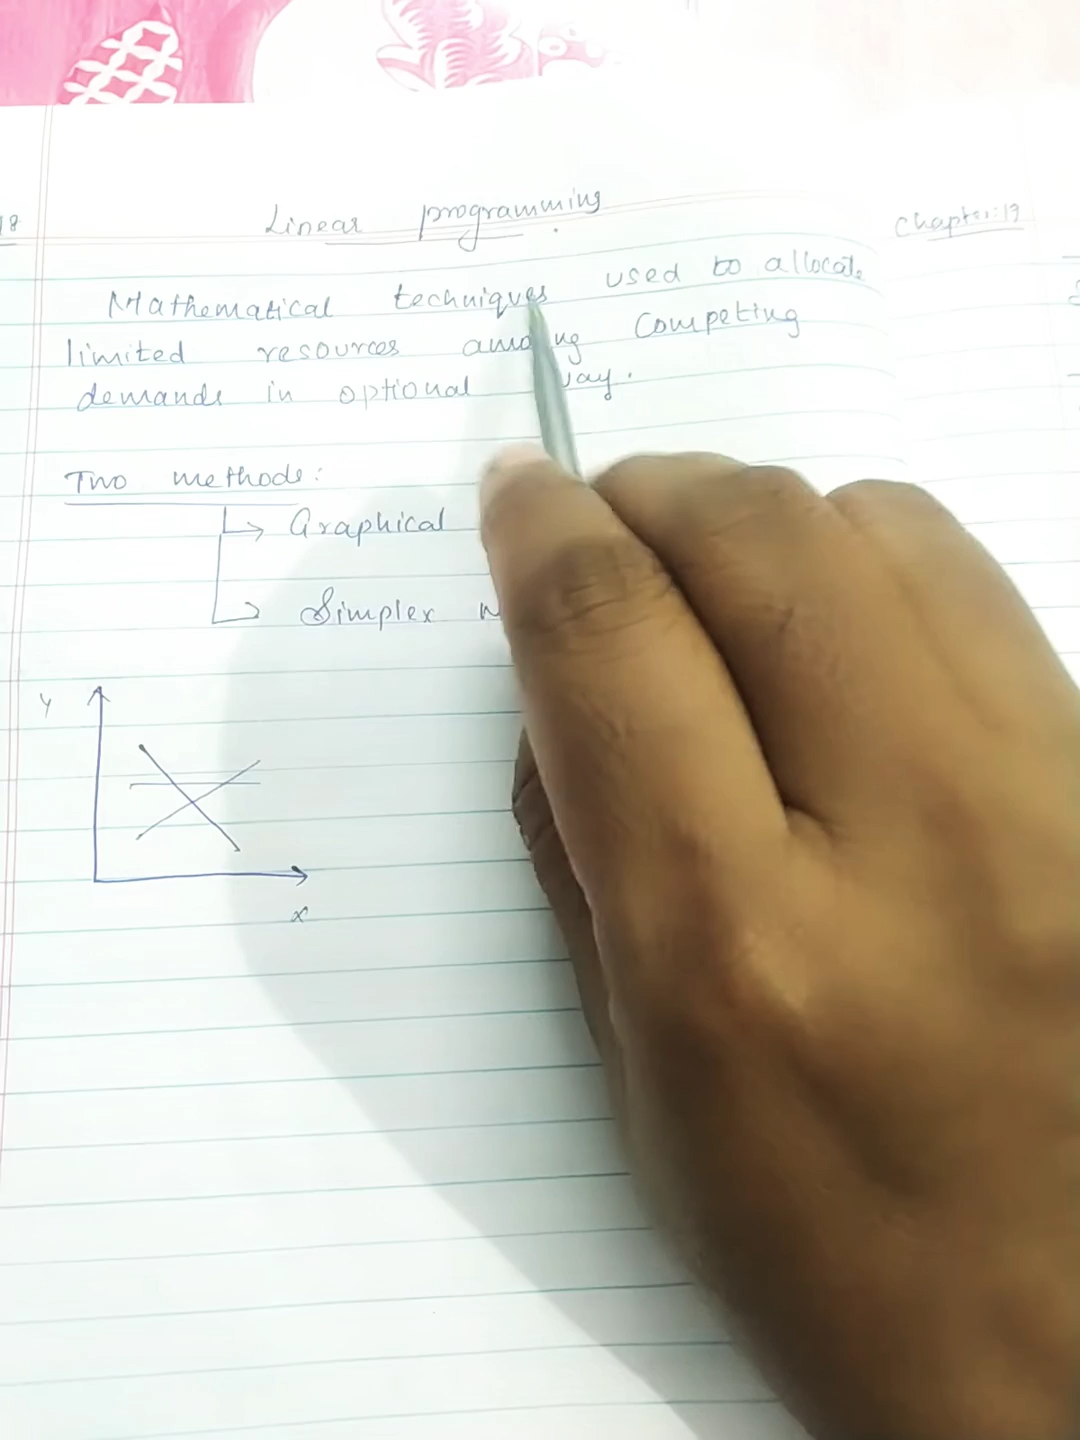 18
Linear programming.
Chapter:19
Mathematical techniques used to allocate
limited resources among competing
demands in optional way.
Two methods:
Graphical
Simplex
Y
x